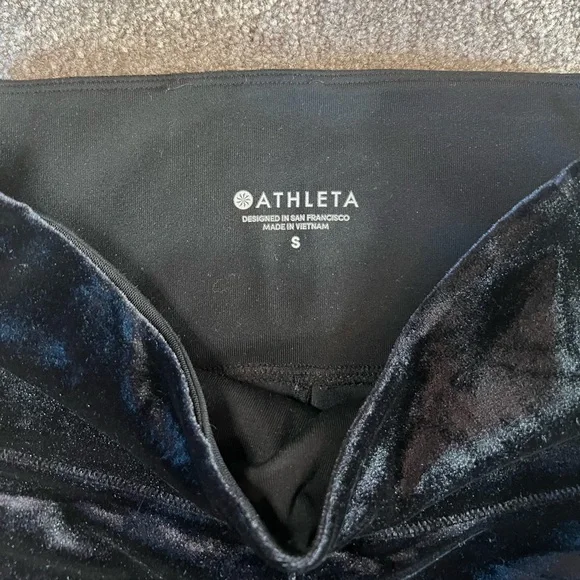 ATHLETA
DESIGNED IN SAN FRANCISCO
MADE IN VIETNAM
S